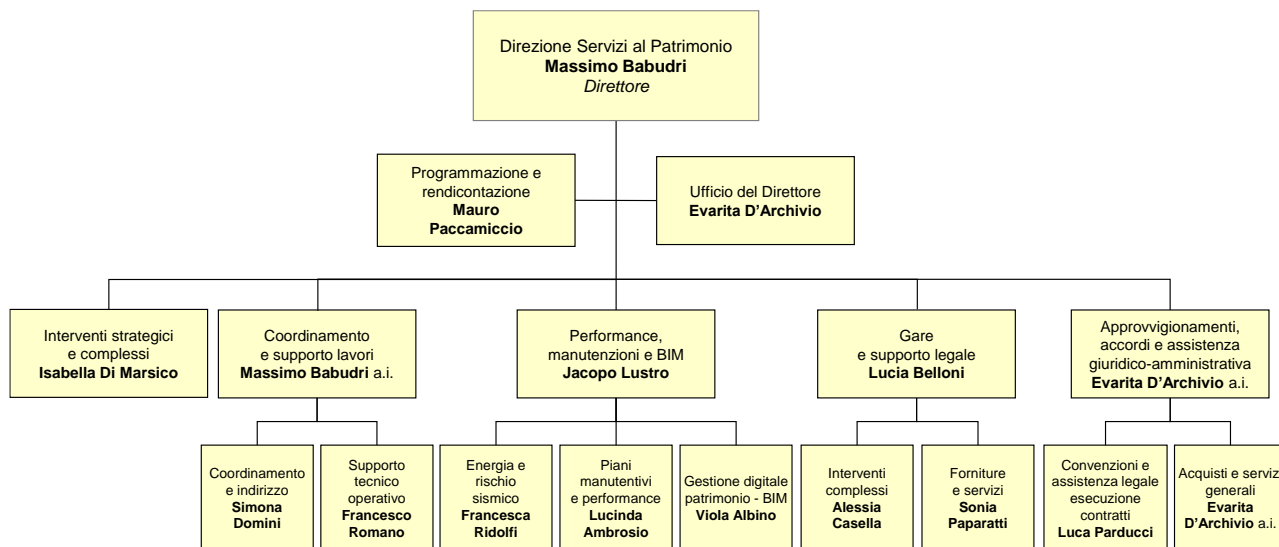 Direzione Servizi al Patrimonio
Massimo Babudri
Direttore
Programmazione e
rendicontazione
Mauro
Paccamiccio
Ufficio del Direttore
Evarita D'Archivio
Interventi strategici
e complessi
Isabella Di Marsico
Coordinamento
e supporto lavori
Massimo Babudri a.i.
Performance,
manutenzioni e BIM
Jacopo Lustro
Gare
e supporto legale
Lucia Belloni
Approvvigionamenti,
accordi e assistenza
giuridico-amministrativa
Evarita D'Archivio a.i.
Coordinamento
e indirizzo
Simona
Domini
Supporto
tecnico
operativo
Francesco
Romano
Energia e
rischio
sismico
Francesca
Ridolfi
Piani
manutentivi
e performance
Lucinda
Ambrosio
Gestione digitale
patrimonio - BIM
Viola Albino
Interventi
complessi
Alessia
Casella
Forniture
e servizi
Sonia
Paparatti
Convenzioni e
assistenza legale
esecuzione
contratti
Luca Parducci
Acquisti e servizi
generali
Evarita
D'Archivio a.i.